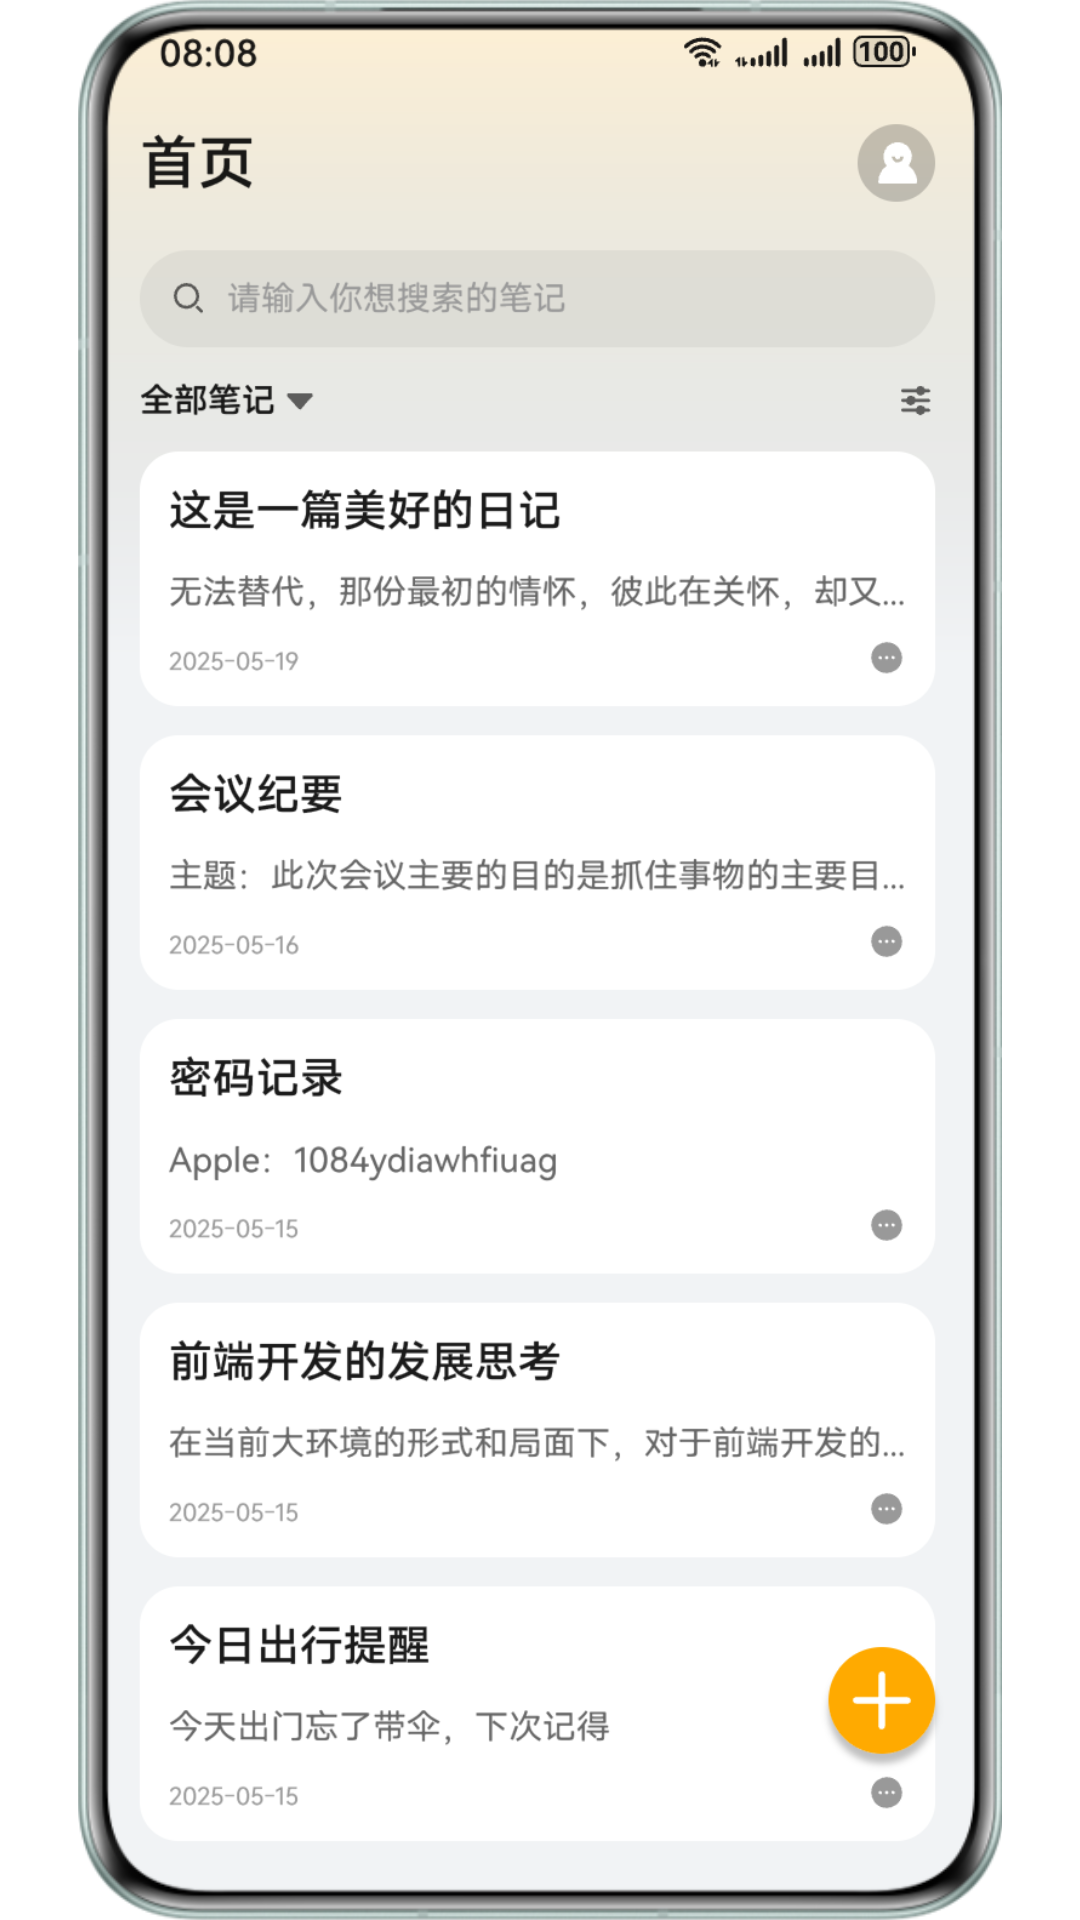 08:08
100
首页
请输入你想搜索的笔记
全部笔记
这是一篇美好的日记
无法替代，那份最初的情怀，彼此在关怀，却又...
2025-05-19
会议纪要
主题：此次会议主要的目的是抓住事物的主要目...
2025-05-16
密码记录
Apple：1084ydiawhfiuag
2025-05-15
前端开发的发展思考
在当前大环境的形式和局面下，对于前端开发的...
2025-05-15
今日出行提醒
今天出门忘了带伞，下次记得
2025-05-15